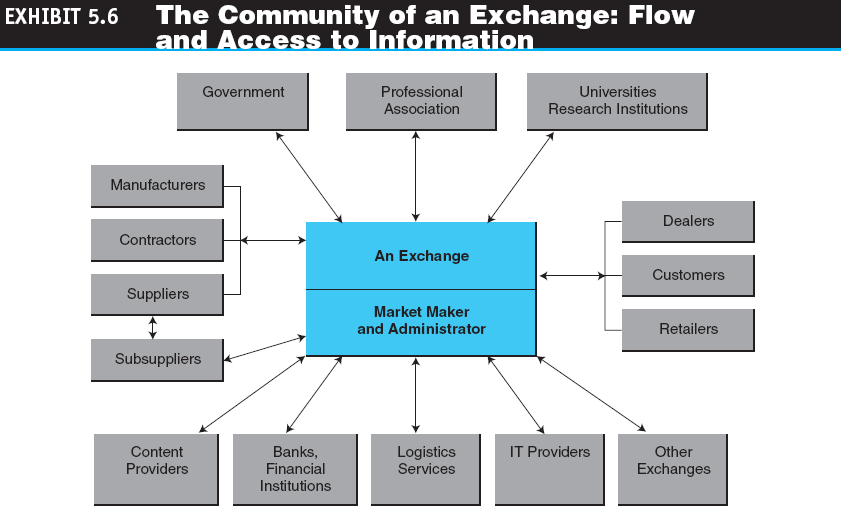 EXHIBIT 5.6
The Community of an Exchange: Flow
and Access to Information
Government
Professional
Association
Universities
Research Institutions
Manufacturers
Contractors
Suppliers
Subsuppliers
An Exchange
Market Maker
and Administrator
Dealers
Customers
Retailers
Content
Providers
Banks,
Financial
Institutions
Logistics
Services
IT Providers
Other
Exchanges